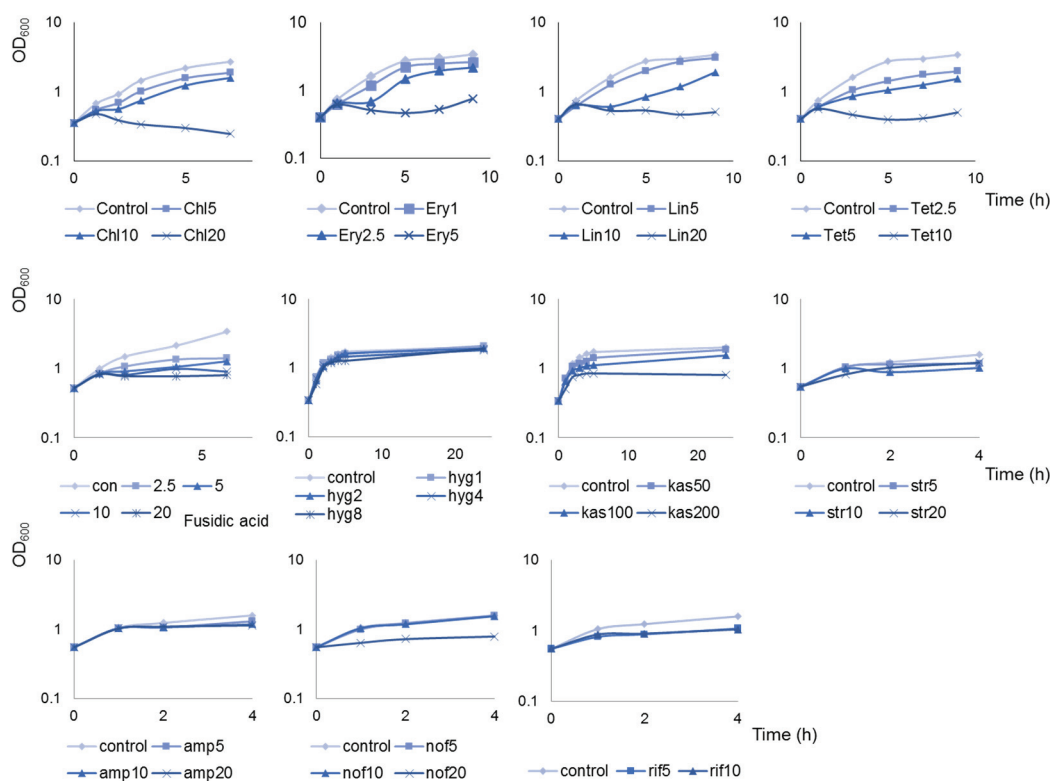 OD600
10
1
0.1
0 5
Control Chl5
Chl10 Chl20
10
1
0.1
0 5 10
Control Ery1
Ery2.5 Ery5
10
1
0.1
0 5 10
Control Lin5
Lin10 Lin20
10
1
0.1
0 5 10
Control Tet2.5
Tet5 Tet10
Time (h)
OD600
10
1
0.1
0 5
con 2.5 5
10 20
Fusidic acid
10
1
0.1
0 10 20
control hyg1
hyg2 hyg4
hyg8
10
1
0.1
0 10 20
control kas50
kas100 kas200
10
1
0.1
0 2 4
control str5
str10 str20
Time (h)
OD600
10
1
0.1
0 2 4
control amp5
amp10 amp20
10
1
0.1
0 2 4
control nof5
nof10 nof20
10
1
0.1
0 2 4
control rif5 rif10
Time (h)